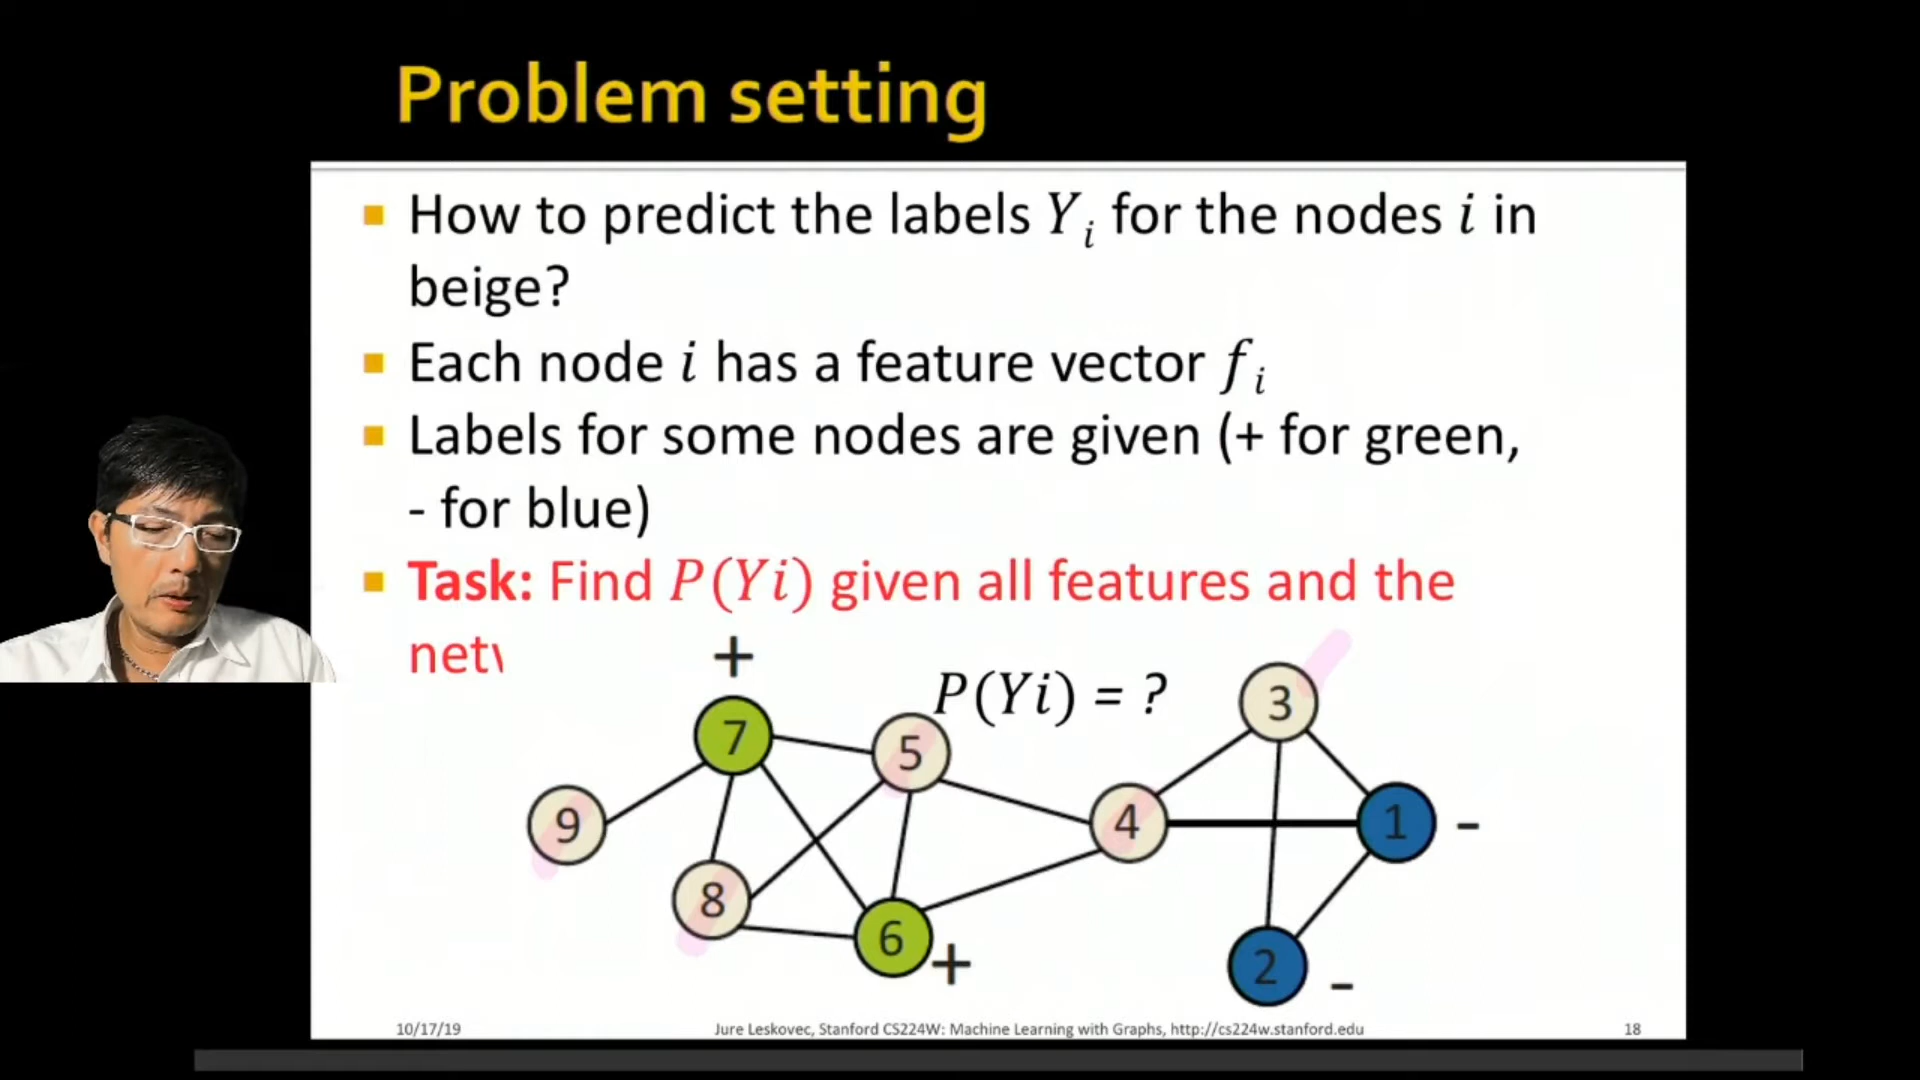 Problem setting
How to predict the labels Y_i for the nodes i in
beige?
Each node i has a feature vector f_i
Labels for some nodes are given (+ for green,
- for blue)
Task: Find P(Yi) given all features and the
+
P(Yi) = ?
3
7
5
9
4
1 -
8
6 +
2 -
10/17/19
Jure Leskovec, Stanford CS224W: Machine Learning with Graphs, http://cs224w.stanford.edu
18